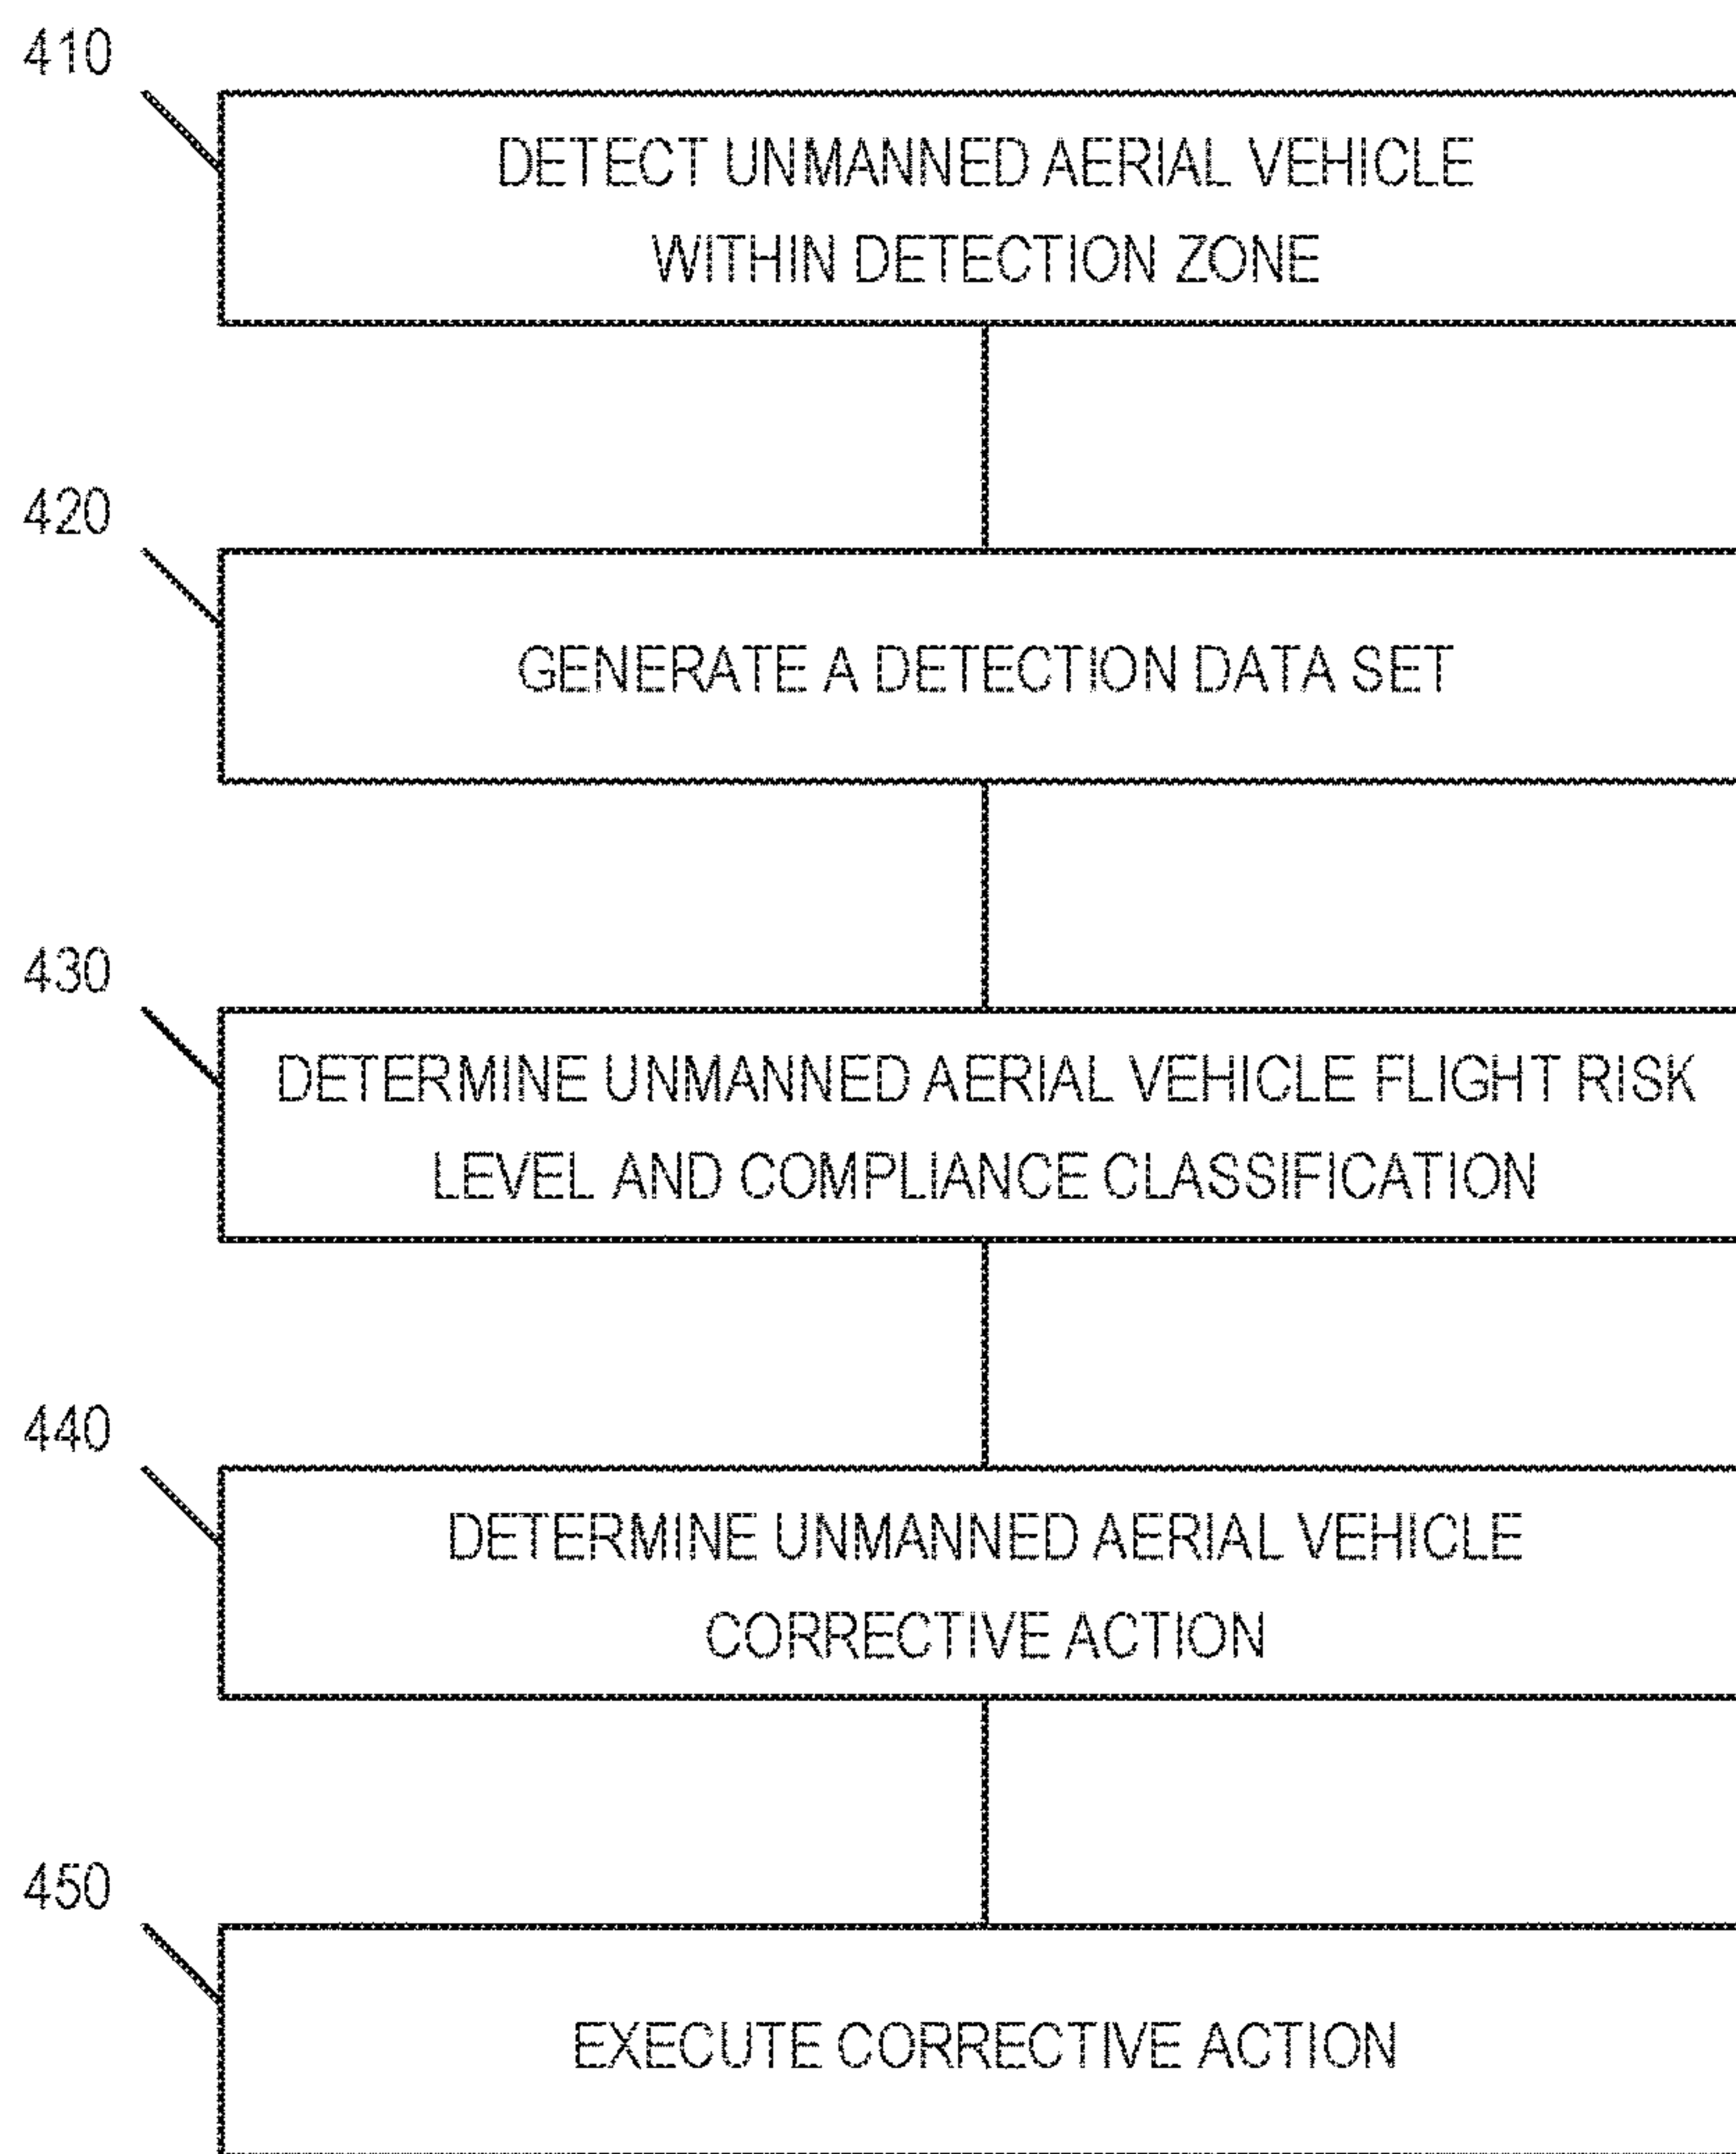 410
DETECT UNMANNED AERIAL VEHICLE
WITHIN DETECTION ZONE
420
GENERATE A DETECTION DATA SET
430
DETERMINE UNMANNED AERIAL VEHICLE FLIGHT RISK
LEVEL AND COMPLIANCE CLASSIFICATION
440
DETERMINE UNMANNED AERIAL VEHICLE
CORRECTIVE ACTION
450
EXECUTE CORRECTIVE ACTION